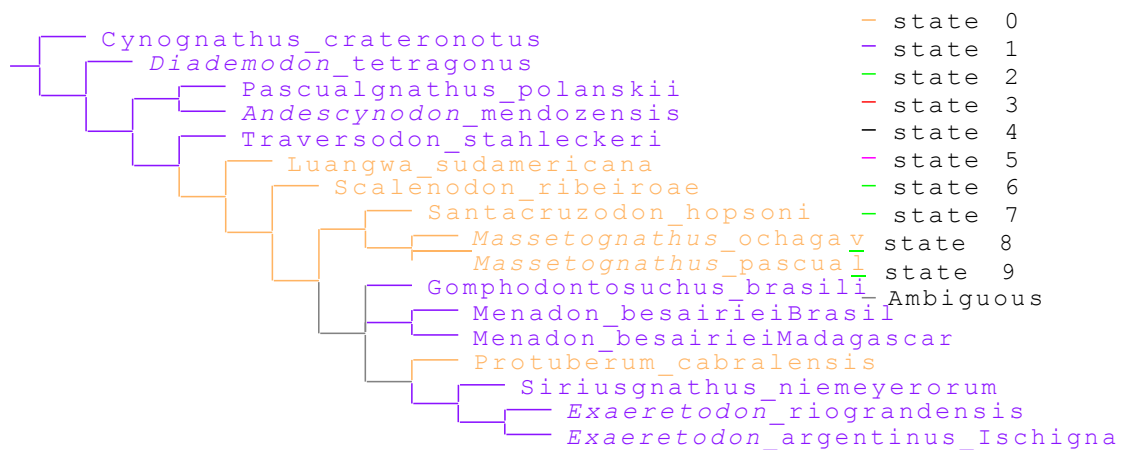 Cynognathus_crateronotus
Diademodon_tetragonus
Pascualgnathus_polanskii
Andescynodon_mendozensis
Traversodon_stahleckeri
Luangwa_sudamericana
Scalenodon_ribeiroae
Santacruzodon_hopsoni
Massetognathus_ochagav
Massetognathus_pascual
Gomphodontosuchus_brasili
Menadon_besairieiBrasil
Menadon_besairieiMadagascar
Protuberum_cabralensis
Siriusgnathus_niemeyerorum
Exaeretodon_riograndensis
Exaeretodon_argentinus_Ischigna
state 0
state 1
state 2
state 3
state 4
state 5
state 6
state 7
state 8
state 9
Ambiguous